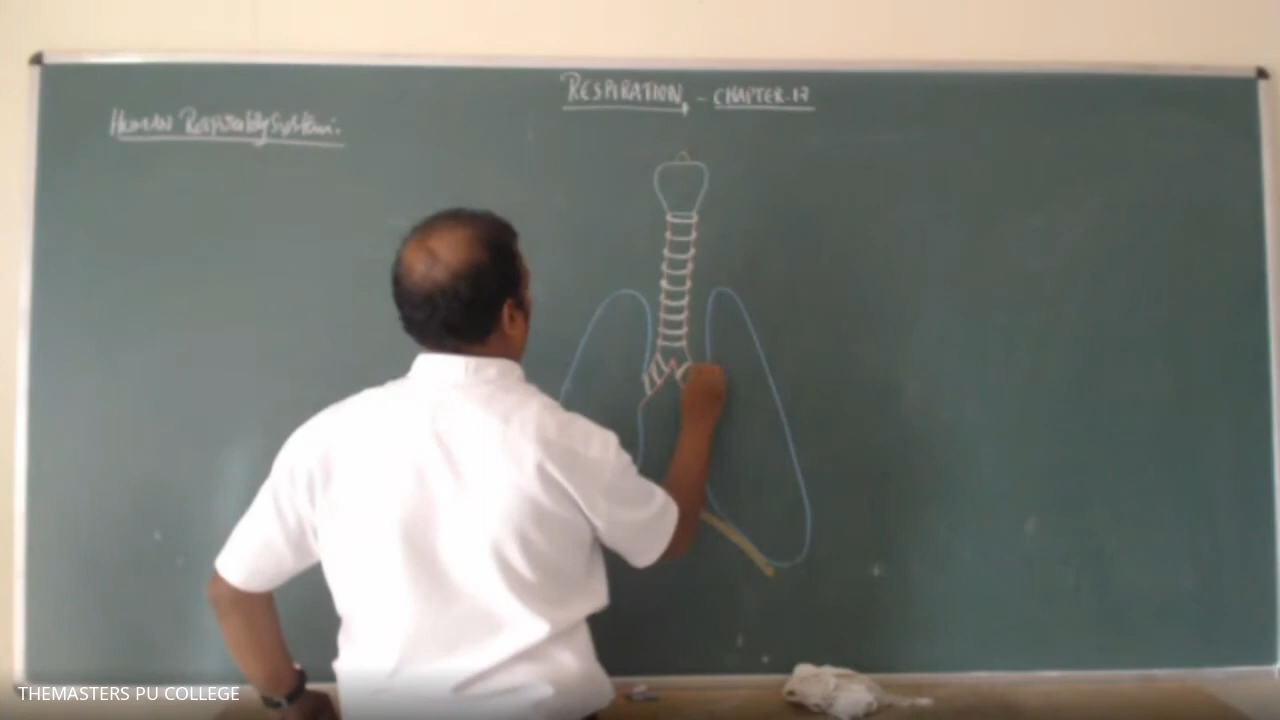 RESPIRATION, - CHAPTER.17
HUMAN Respiratory System:
THEMASTERS PU COLLEGE